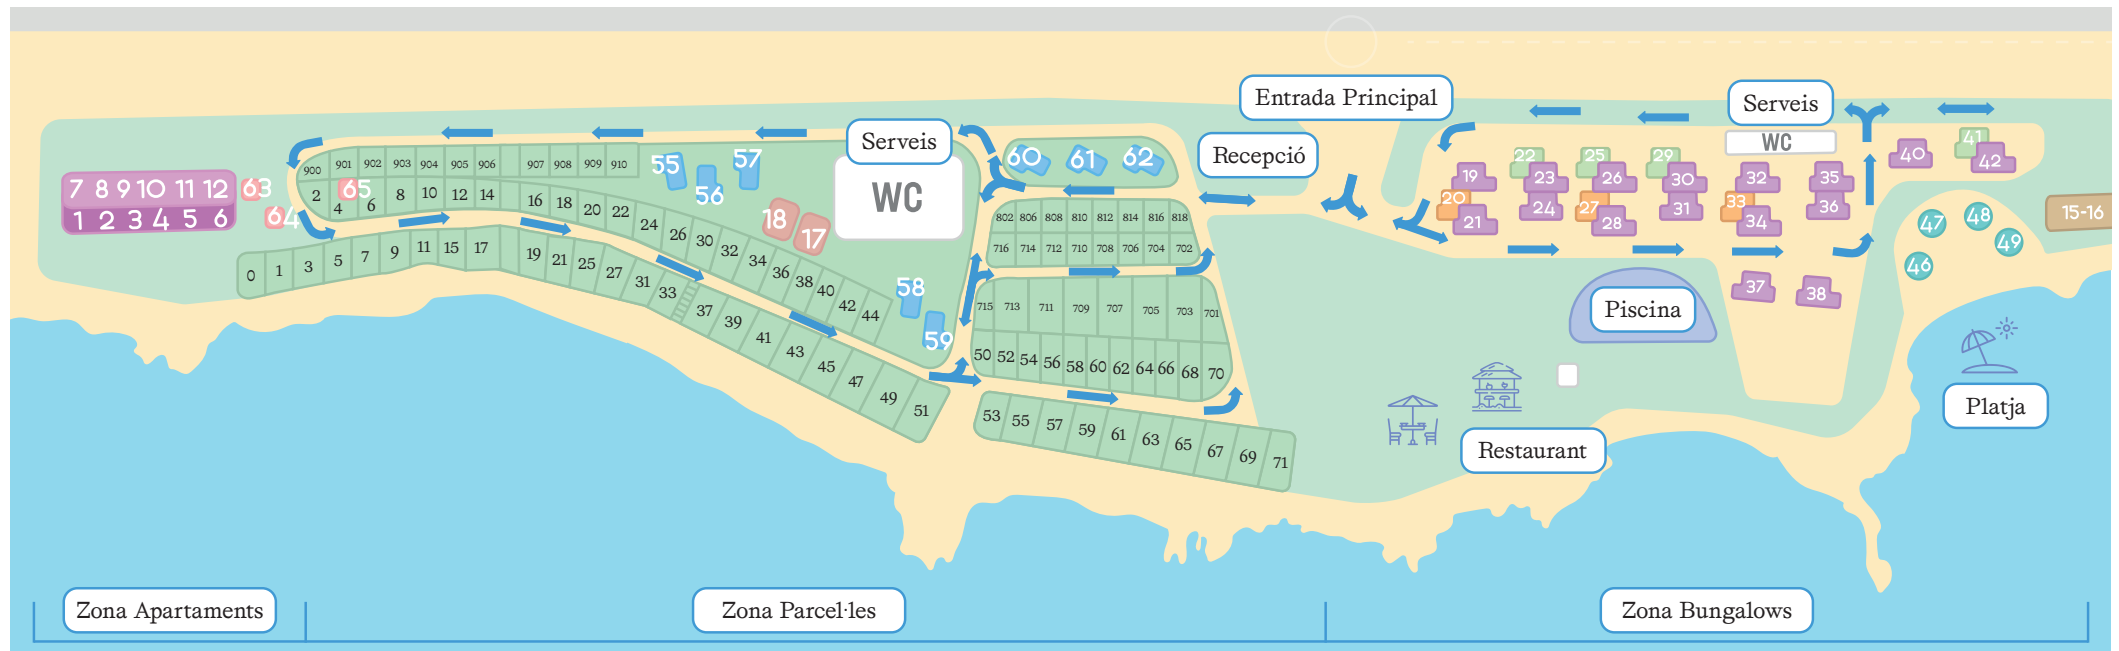 Entrada Principal
Serveis
WC
Serveis
WC
Recepció
7 8 9 10 11 12
1 2 3 4 5 6
63
64
65
900 901 902 903 904 905 906 907 908 909 910
2 4 6 8 10 12 14 16 18 20 22 24 26 30 32 34 36 38 40 42 44
0 1 3 5 7 9 11 15 17 19 21 25 27 31 33 37 39 41 43 45 47 49 51
55 56 57
18 17
58
59
60 61 62
802 806 808 810 812 814 816 818
716 714 712 710 708 706 704 702
715 713 711 709 707 705 703 701
50 52 54 56 58 60 62 64 66 68 70
53 55 57 59 61 63 65 67 69 71
19 20 21
22 23 24
25 26 27 28
29 30 31
32 33 34
35 36
37 38
40 41 42
47 48 49 46
15-16
Piscina
Restaurant
Platja
Zona Apartaments
Zona Parcel·les
Zona Bungalows